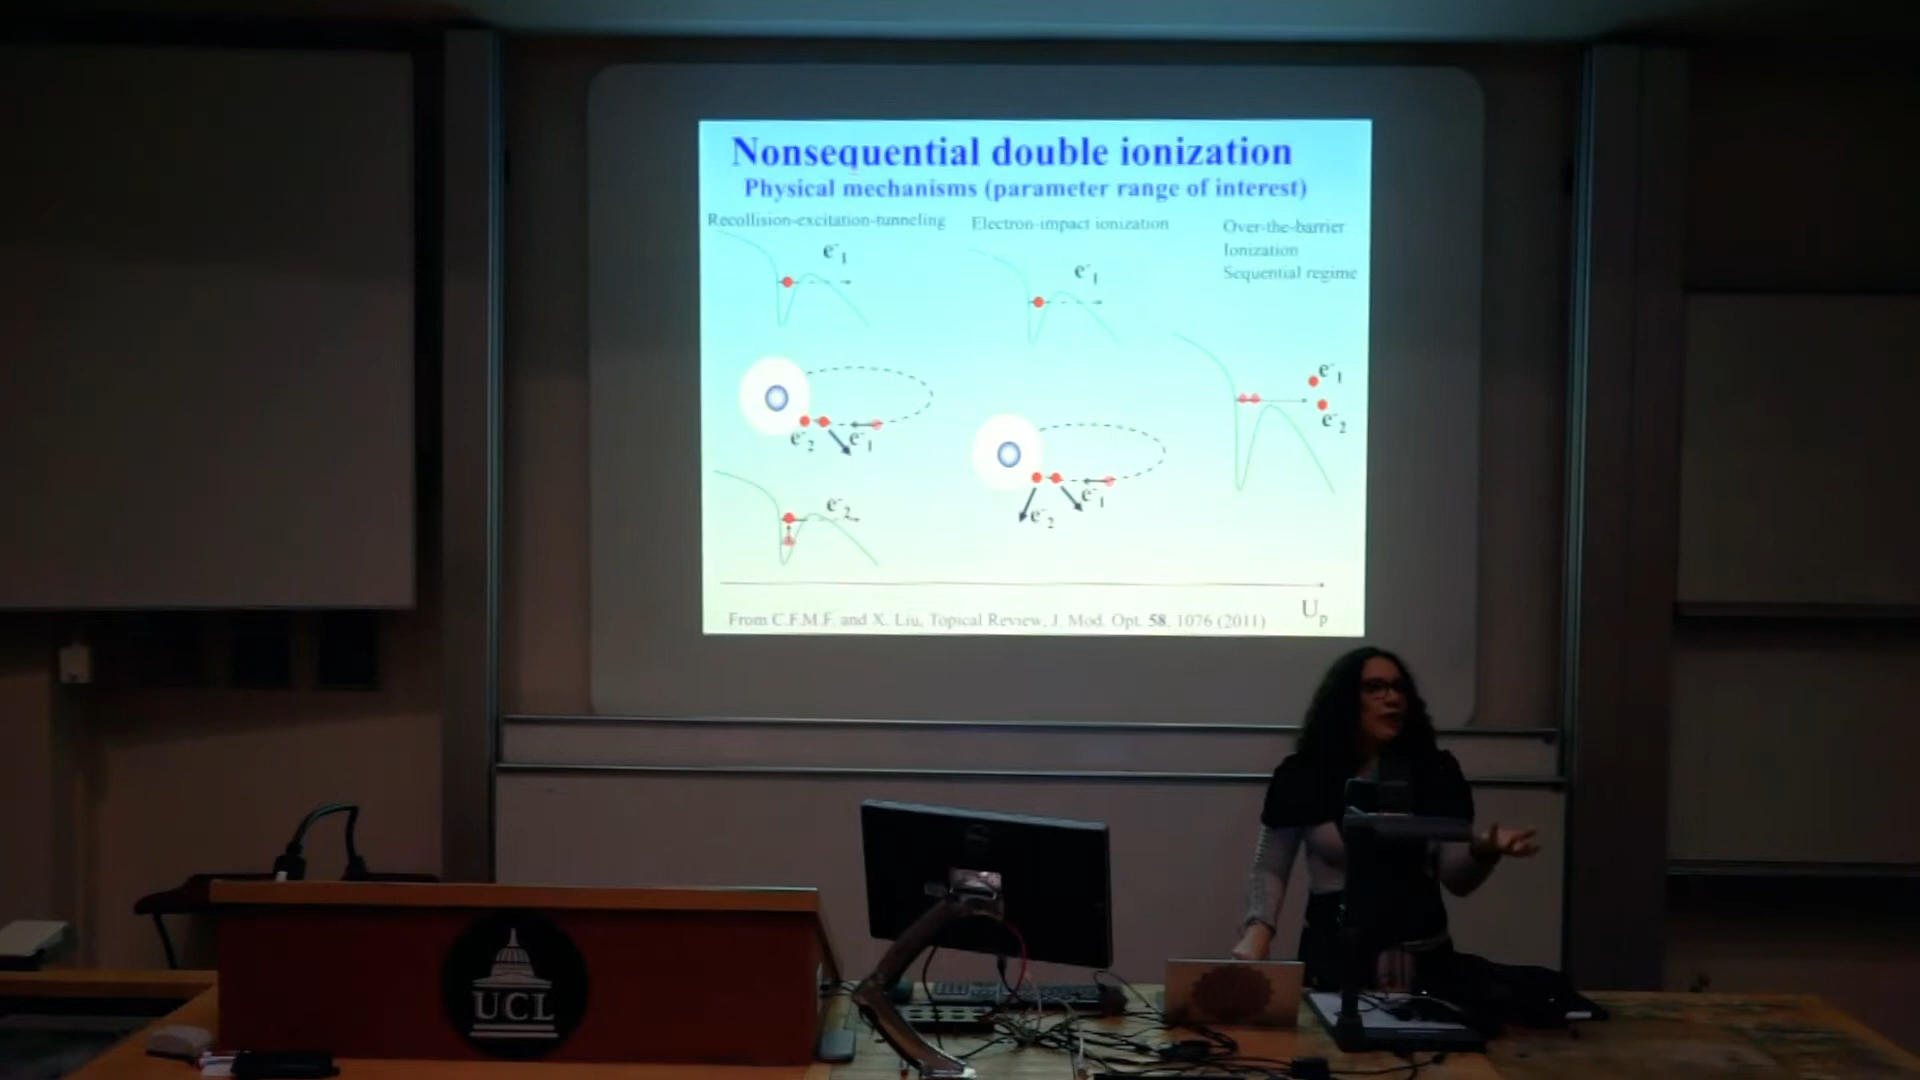 Nonsequential double ionization
Physical mechanisms (parameter range of interest)
Recollision-excitation-tunneling
Electron-impact ionization
Over-the-barrier
Ionization
Sequential regime
e⁻₁
e⁻₁
e⁻₁
e⁻₂
e⁻₂
e⁻₁
e⁻₁
e⁻₂
e⁻₂
U_p
From C.F.M.F. and X. Liu, Topical Review, J. Mod. Opt. 58, 1076 (2011)
UCL